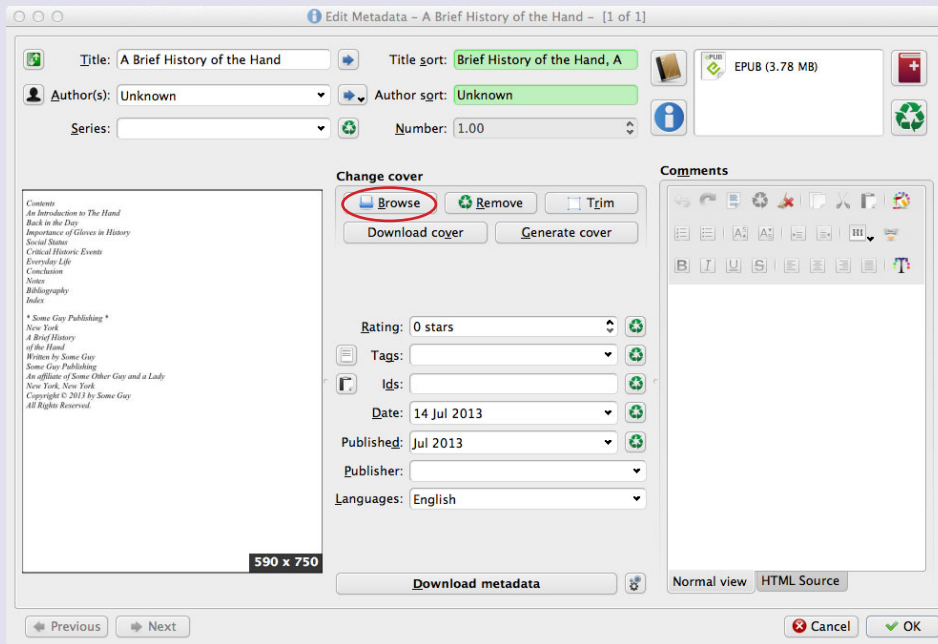 Edit Metadata – A Brief History of the Hand – [1 of 1]
Title: A Brief History of the Hand
Title sort: Brief History of the Hand, A
Author(s): Unknown
Author sort: Unknown
Series:
Number: 1.00
EPUB
EPUB (3.78 MB)
Contents
An Introduction to The Hand
Back in the Day
Importance of Gloves in History
Social Status
Critical Historic Events
Everyday Life
Conclusion
Notes
Bibliography
Index
* Some Guy Publishing *
New York
A Brief History
of the Hand
Written by Some Guy
Some Guy Publishing
An affiliate of Some Other Guy and a Lady
New York, New York
Copyright © 2013 by Some Guy
All Rights Reserved.
590 x 750
Change cover
Browse
Remove
Trim
Download cover
Generate cover
Rating: 0 stars
Tags:
Ids:
Date: 14 Jul 2013
Published: Jul 2013
Publisher:
Languages: English
Download metadata
Comments
H1
B I U S
T
Normal view
HTML Source
Previous
Next
Cancel
OK